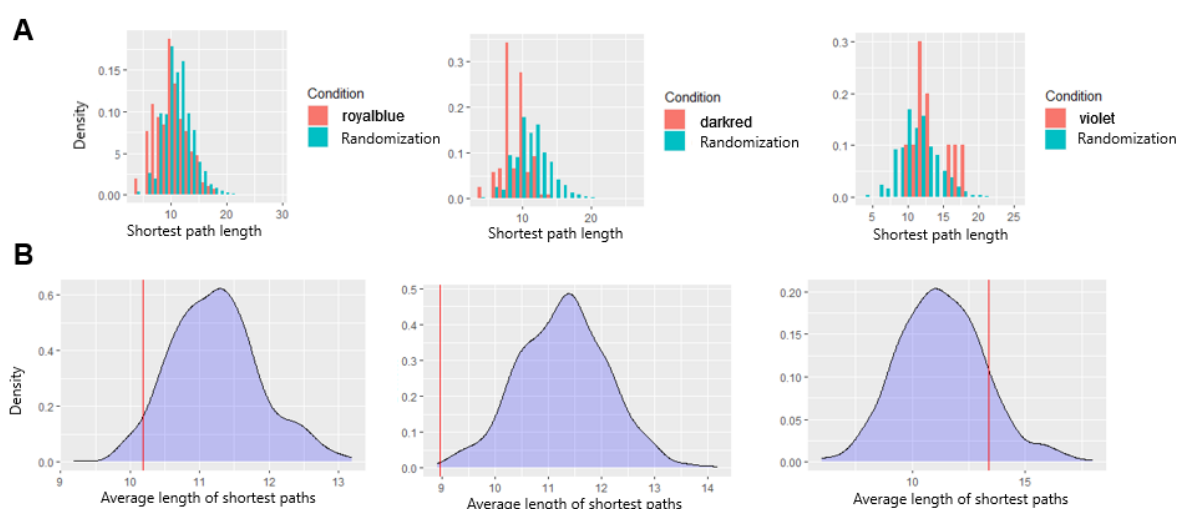 A
Density
0.15
0.10
5
0.00
10 20 30
Shortest path length
Condition
royalblue
Randomization
0.3
0.2
0.1
0.0
10 20
Shortest path length
Condition
darkred
Randomization
0.3
0.2
0.1
0.0
5 10 15 20 25
Shortest path length
Condition
violet
Randomization
B
Density
0.6
0.4
0.2
0.0
9 10 11 12 13
Average length of shortest paths
0.5
0.4
0.3
0.2
0.1
0.0
9 10 11 12 13 14
Average length of shortest paths
0.20
0.15
0.10
0.05
0.00
10 15
Average length of shortest paths